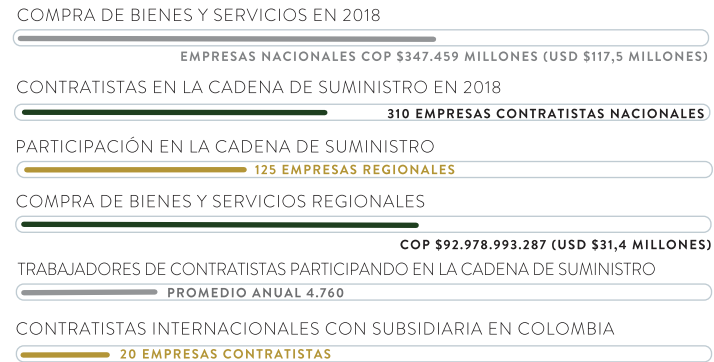 COMPRA DE BIENES Y SERVICIOS EN 2018
EMPRESAS NACIONALES COP $347.459 MILLONES (USD $117,5 MILLONES)
CONTRATISTAS EN LA CADENA DE SUMINISTRO EN 2018
310 EMPRESAS CONTRATISTAS NACIONALES
PARTICIPACIÓN EN LA CADENA DE SUMINISTRO
125 EMPRESAS REGIONALES
COMPRA DE BIENES Y SERVICIOS REGIONALES
COP $92.978.993.287 (USD $31,4 MILLONES)
TRABAJADORES DE CONTRATISTAS PARTICIPANDO EN LA CADENA DE SUMINISTRO
PROMEDIO ANUAL 4.760
CONTRATISTAS INTERNACIONALES CON SUBSIDIARIA EN COLOMBIA
20 EMPRESAS CONTRATISTAS